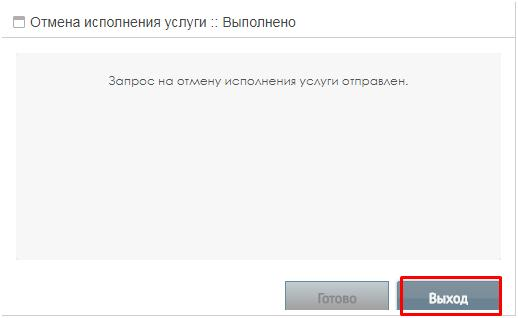 Отмена исполнения услуги :: Выполнено
Запрос на отмену исполнения услуги отправлен.
Готово
Выход